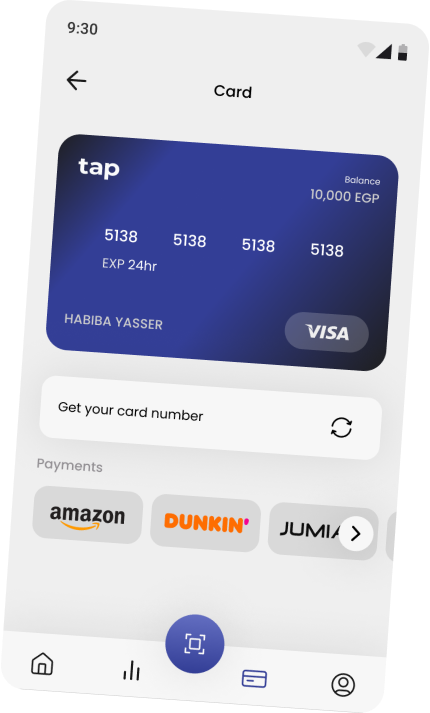 9:30
Card
tap
Balance
10,000 EGP
5138 5138 5138 5138
EXP 24hr
HABIBA YASSER
VISA
Get your card number
Payments
amazon DUNKIN' JUMIA